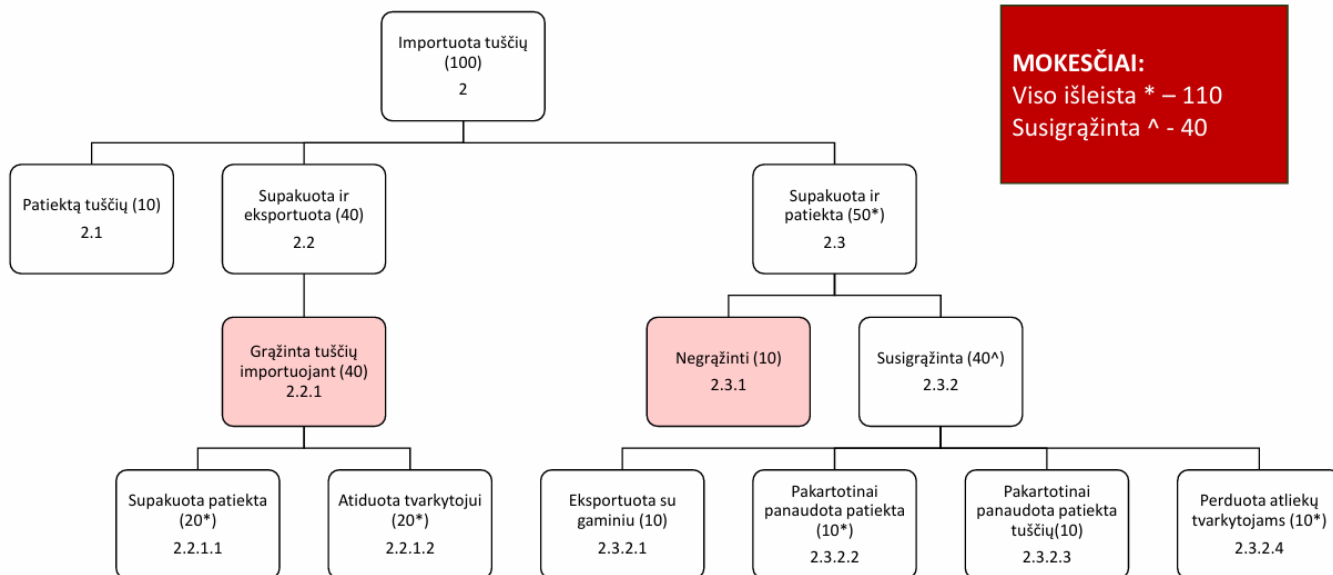 Importuota tuščių
(100)
2
MOKESČIAI:
Viso išleista * – 110
Susigrąžinta ^ - 40
Patiektą tuščių (10)
2.1
Supakuota ir
eksportuota (40)
2.2
Supakuota ir
patiekta (50*)
2.3
Grąžinta tuščių
importuojant (40)
2.2.1
Negrąžinti (10)
2.3.1
Susigrąžinta (40^)
2.3.2
Supakuota patiekta
(20*)
2.2.1.1
Atiduota tvarkytojui
(20*)
2.2.1.2
Eksportuota su
gaminiu (10)
2.3.2.1
Pakartotinai
panaudota patiekta
(10*)
2.3.2.2
Pakartotinai
panaudota patiekta
tuščių(10)
2.3.2.3
Perduota atliekų
tvarkytojams (10*)
2.3.2.4